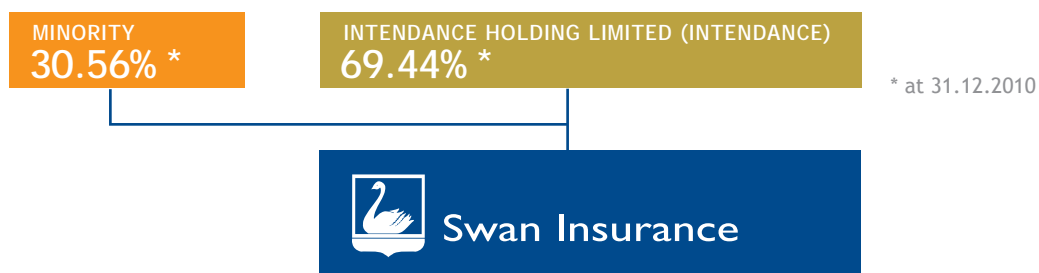 MINORITY
30.56% *
INTENDANCE HOLDING LIMITED (INTENDANCE)
69.44% *
* at 31.12.2010
Swan Insurance